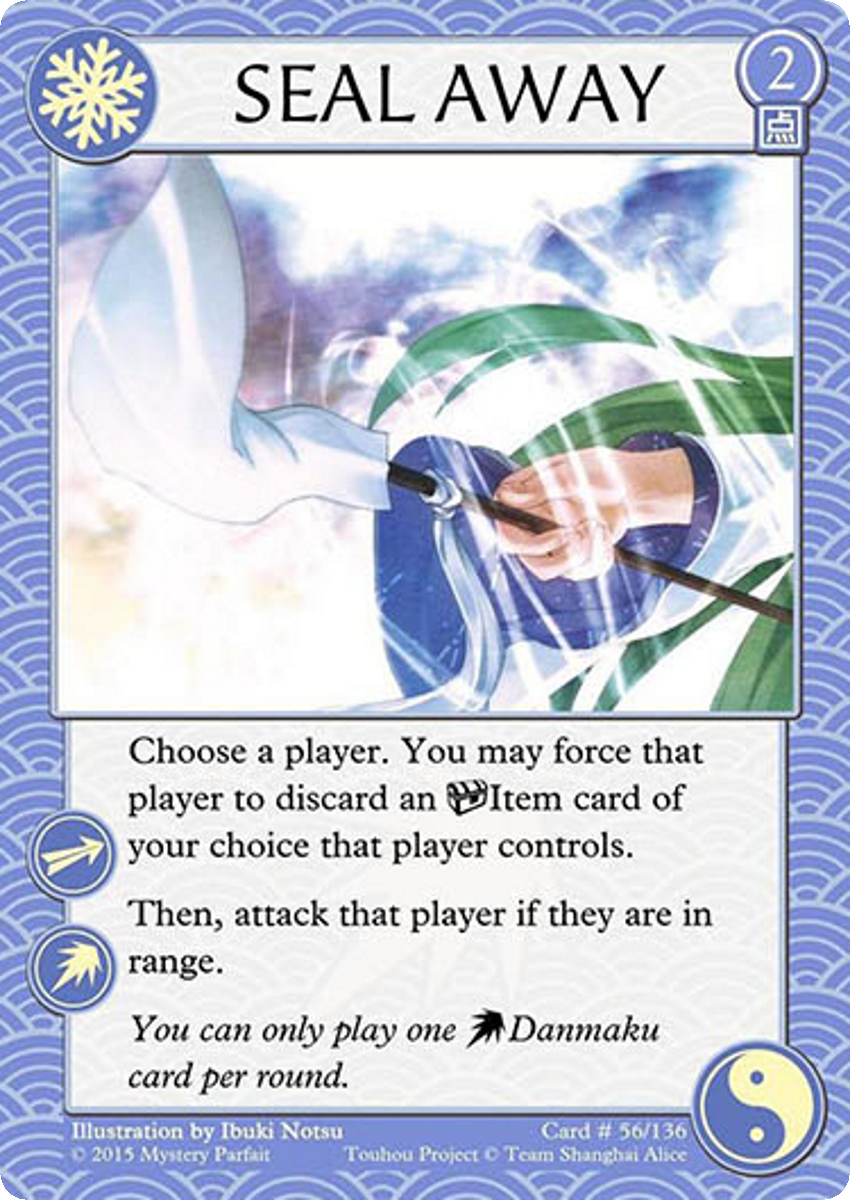 SEAL AWAY
2
点
Choose a player. You may force that
player to discard an Item card of
your choice that player controls.
Then, attack that player if they are in
range.
You can only play one Danmaku
card per round.
Illustration by Ibuki Notsu
Card # 56/136
© 2015 Mystery Parfait
Touhou Project © Team Shanghai Alice